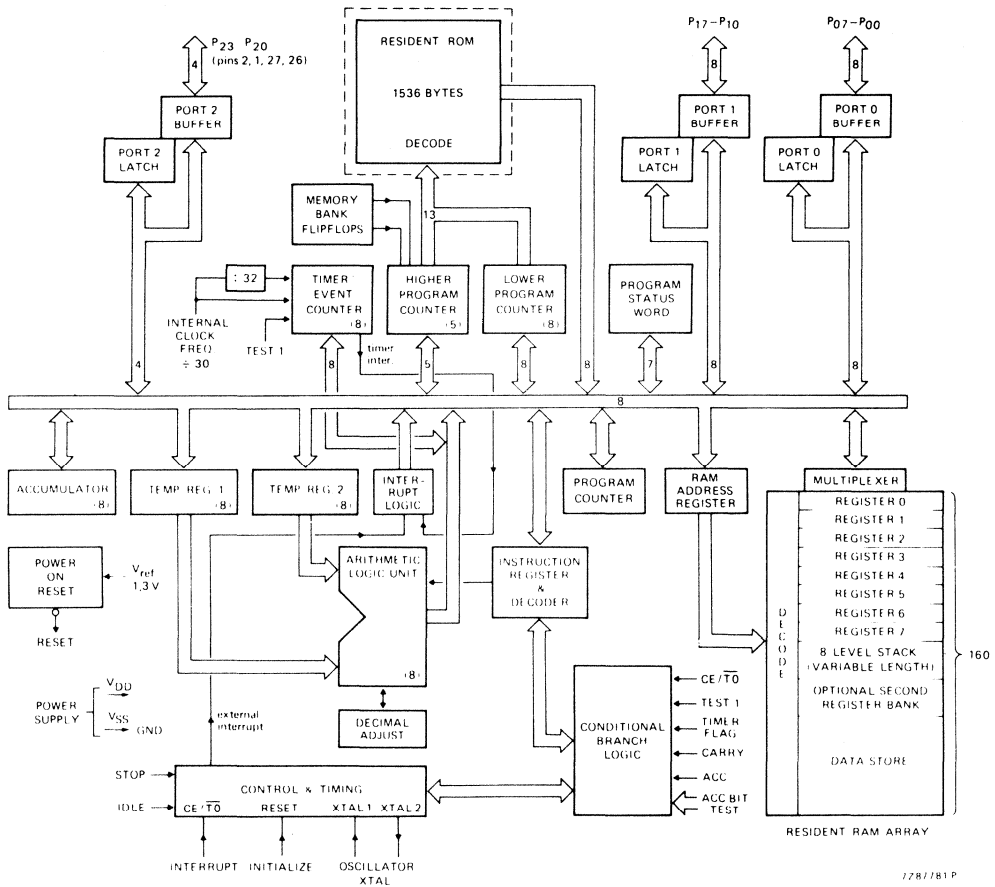 P23 P20
(pins 2, 1, 27, 26)
4
PORT 2
BUFFER
PORT 2
LATCH
RESIDENT ROM
1536 BYTES
DECODE
P17–P10
8
PORT 1
BUFFER
PORT 1
LATCH
P07–P00
8
PORT 0
BUFFER
PORT 0
LATCH
MEMORY
BANK
FLIPFLOPS
13
: 32
INTERNAL
CLOCK
FREQ
÷ 30
TEST 1
TIMER
EVENT
COUNTER
(8)
HIGHER
PROGRAM
COUNTER
(5)
LOWER
PROGRAM
COUNTER
(8)
PROGRAM
STATUS
WORD
timer
inter.
4
8
5
8
8
7
8
8
8
ACCUMULATOR
(8)
TEMP REG. 1
(8)
TEMP REG. 2
(8)
INTER-
RUPT
LOGIC
PROGRAM
COUNTER
RAM
ADDRESS
REGISTER
MULTIPLEXER
REGISTER 0
REGISTER 1
REGISTER 2
REGISTER 3
REGISTER 4
REGISTER 5
REGISTER 6
REGISTER 7
8 LEVEL STACK
(VARIABLE LENGTH)
OPTIONAL SECOND
REGISTER BANK
DATA STORE
DECODE
160
RESIDENT RAM ARRAY
POWER
ON
RESET
Vref
1,3 V
RESET
ARITHMETIC
LOGIC UNIT
(8)
INSTRUCTION
REGISTER
&
DECODER
DECIMAL
ADJUST
POWER
SUPPLY
VDD
VSS
GND
external
interrupt
CONDITIONAL
BRANCH
LOGIC
CE/T̅0̅
TEST 1
TIMER
FLAG
CARRY
ACC
ACC BIT
TEST
STOP
IDLE
CONTROL & TIMING
CE/T̅0̅ RESET XTAL 1 XTAL 2
INTERRUPT INITIALIZE OSCILLATOR
XTAL
7287781P